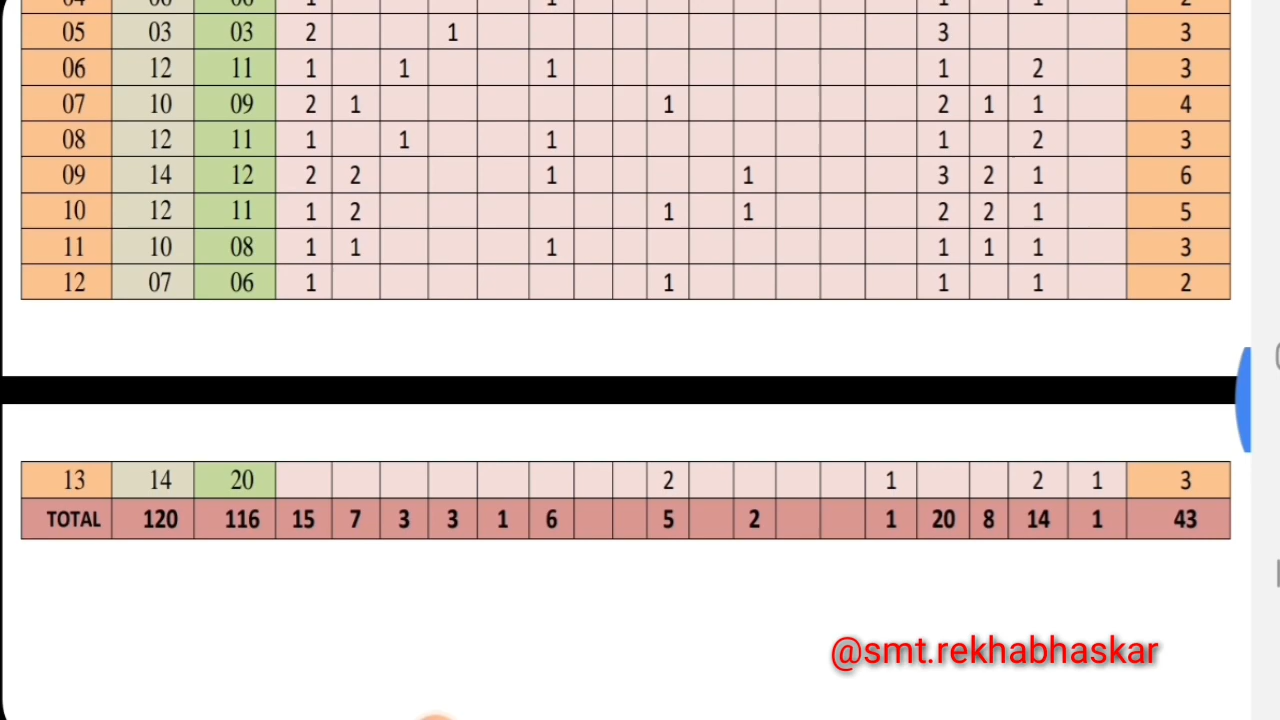 05 03 03 2 1 3 3
06 12 11 1 1 1 1 2 3
07 10 09 2 1 1 2 1 1 4
08 12 11 1 1 1 1 2 3
09 14 12 2 2 1 1 3 2 1 6
10 12 11 1 2 1 1 2 2 1 5
11 10 08 1 1 1 1 1 1 3
12 07 06 1 1 1 1 2
13 14 20 2 1 2 1 3
TOTAL 120 116 15 7 3 3 1 6 5 2 1 20 8 14 1 43
@smt.rekhabhaskar